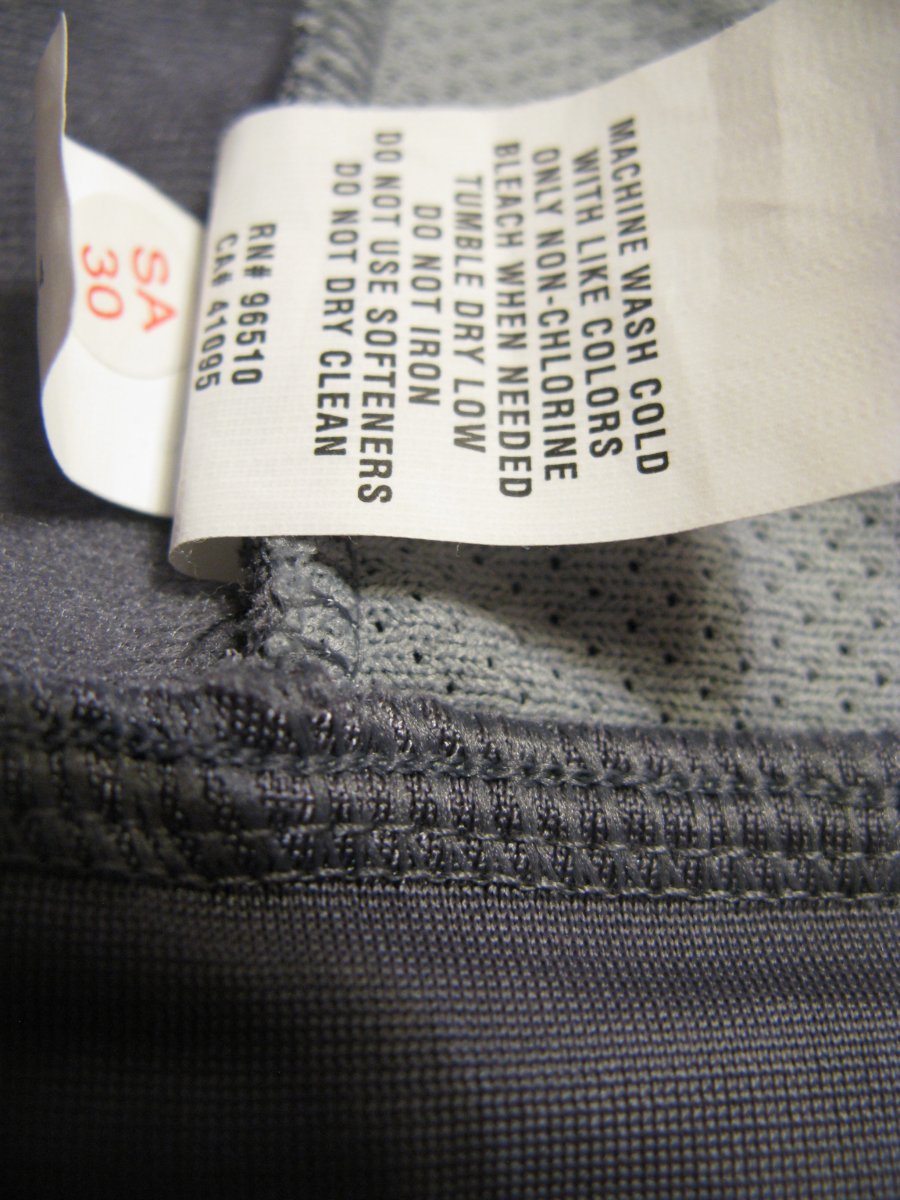 MACHINE WASH COLD
WITH LIKE COLORS
ONLY NON-CHLORINE
BLEACH WHEN NEEDED
TUMBLE DRY LOW
DO NOT IRON
DO NOT USE SOFTENERS
DO NOT DRY CLEAN
RN# 96510
CA# 41095
SA
30